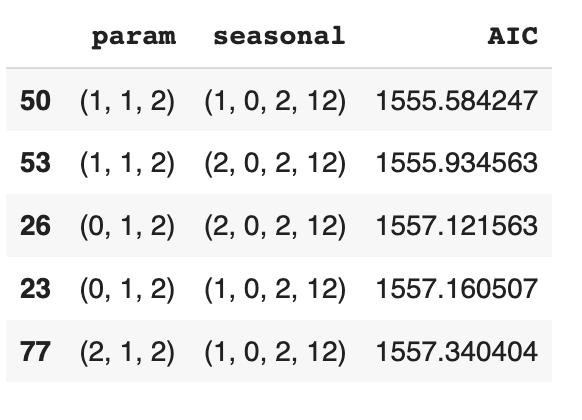 param seasonal AIC
50 (1, 1, 2) (1, 0, 2, 12) 1555.584247
53 (1, 1, 2) (2, 0, 2, 12) 1555.934563
26 (0, 1, 2) (2, 0, 2, 12) 1557.121563
23 (0, 1, 2) (1, 0, 2, 12) 1557.160507
77 (2, 1, 2) (1, 0, 2, 12) 1557.340404